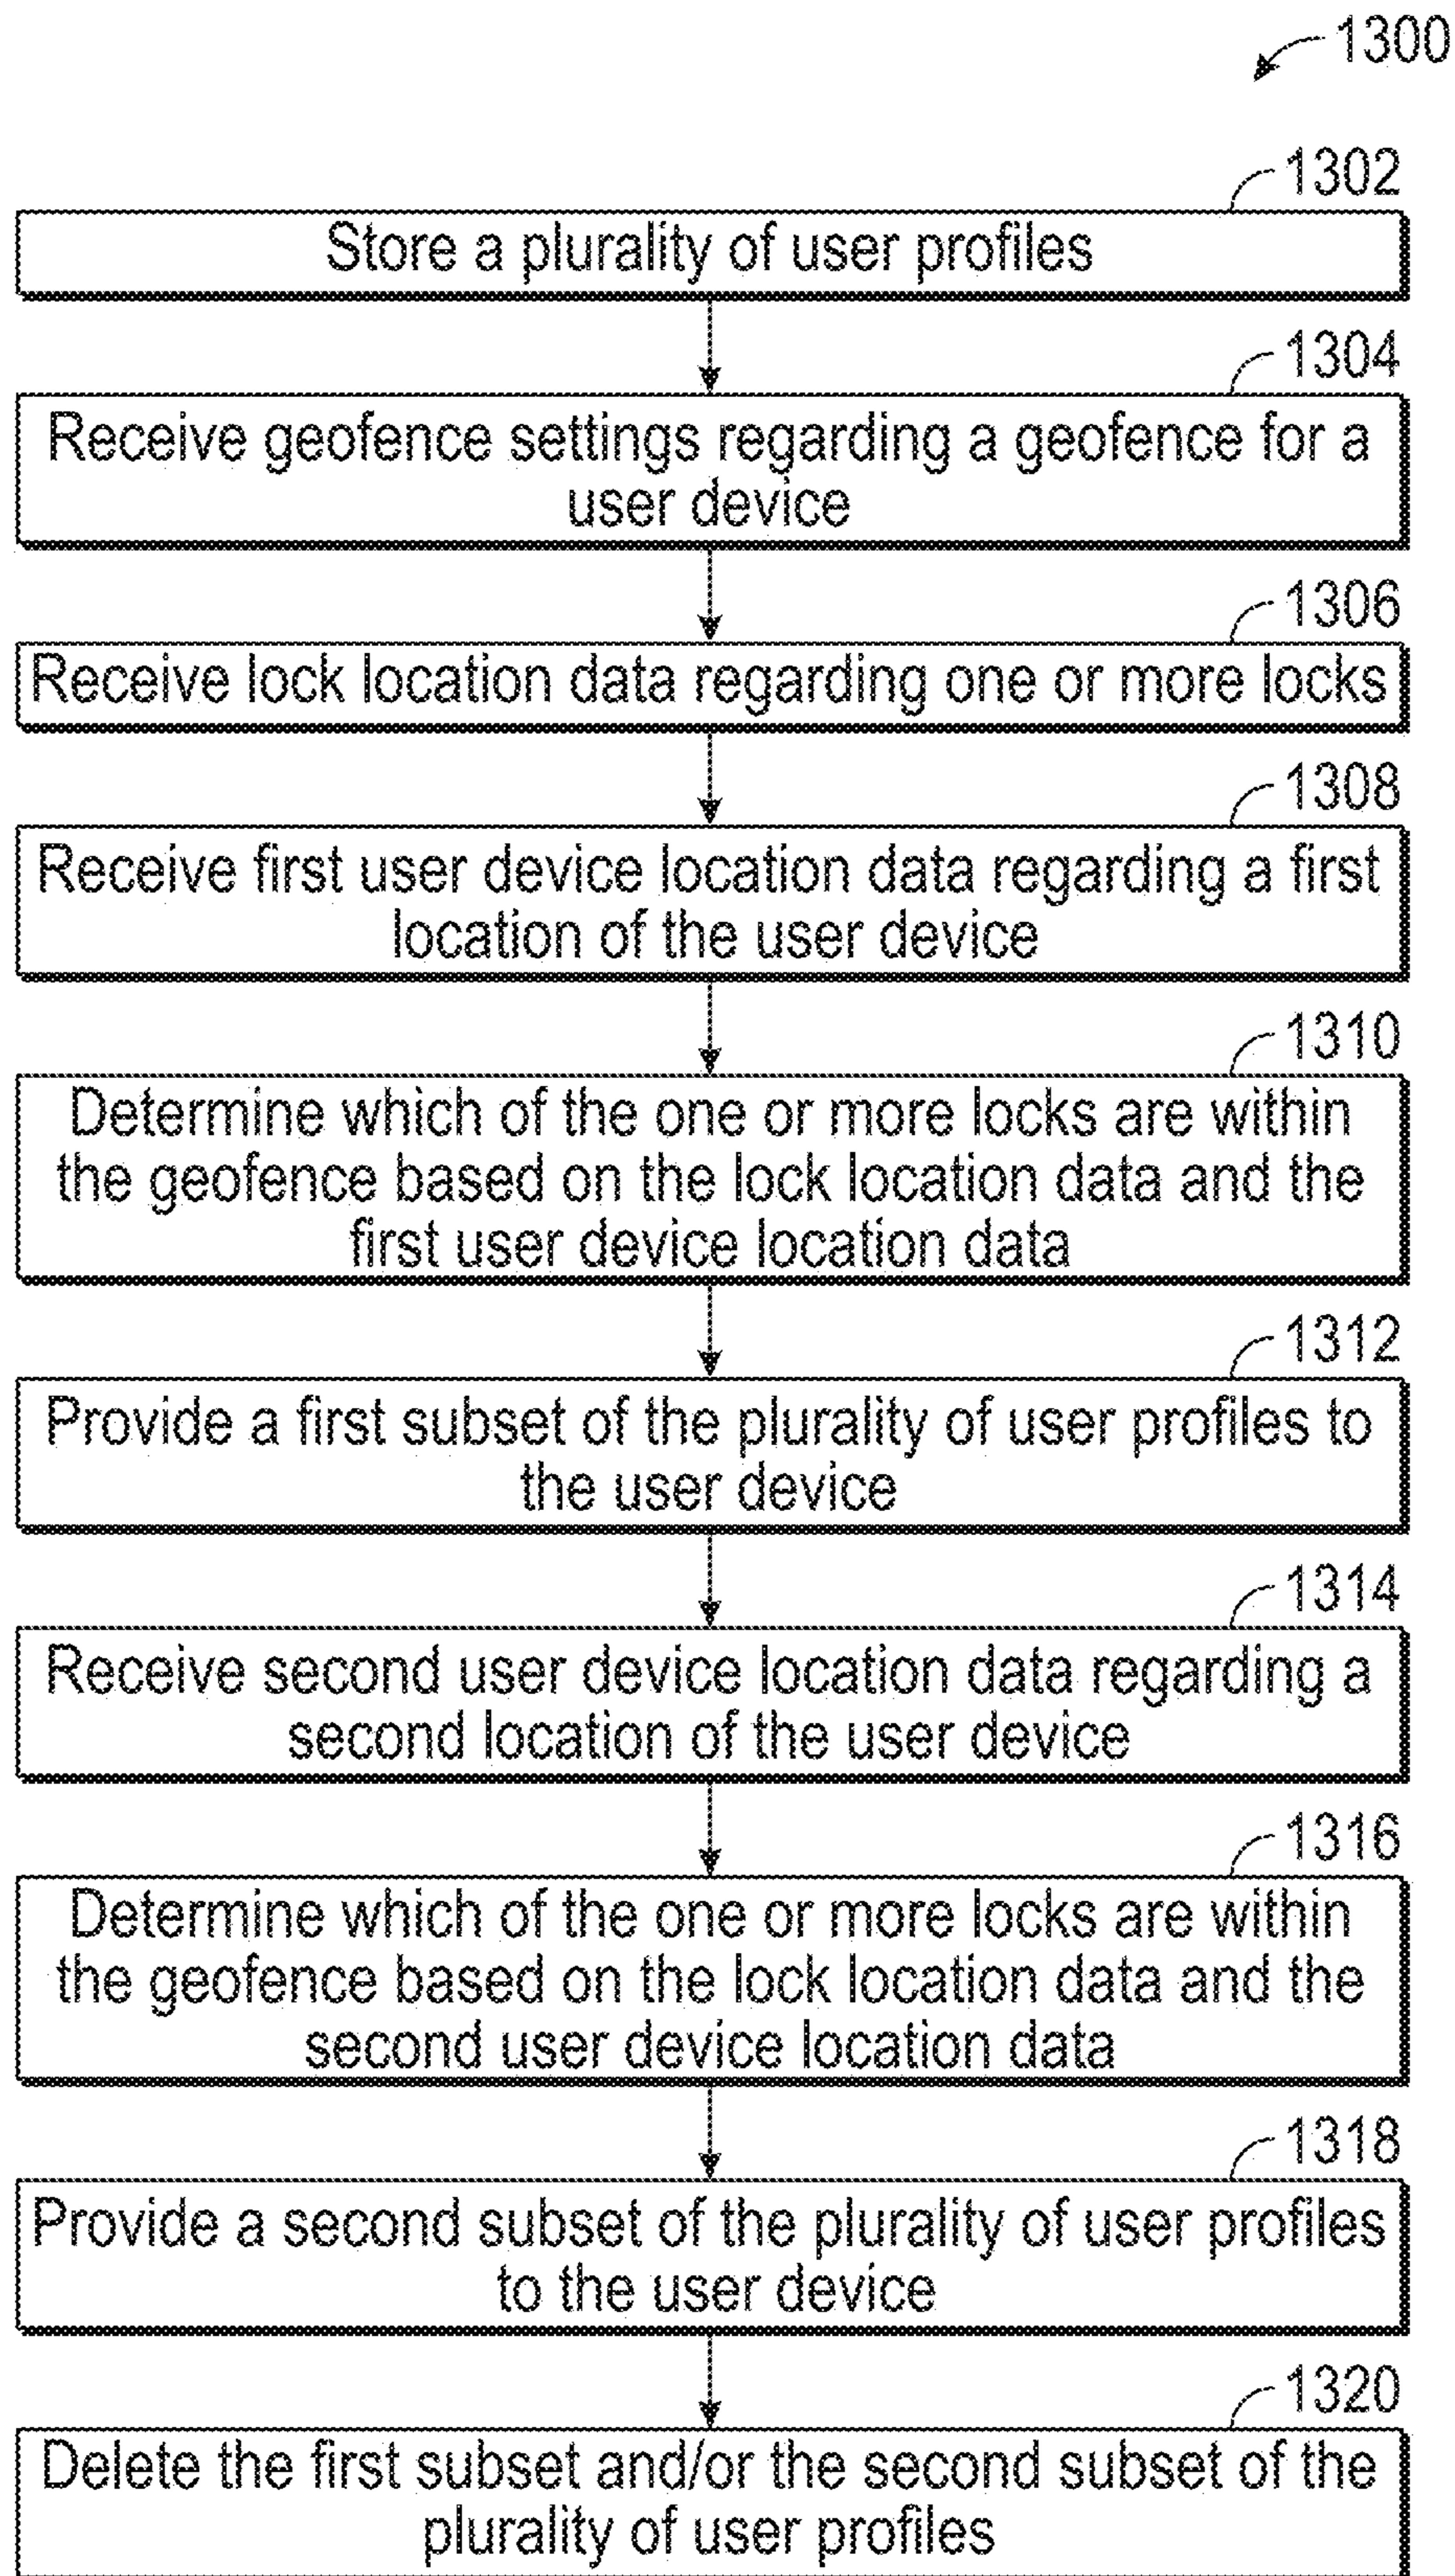 1300
1302
Store a plurality of user profiles
1304
Receive geofence settings regarding a geofence for a
user device
1306
Receive lock location data regarding one or more locks
1308
Receive first user device location data regarding a first
location of the user device
1310
Determine which of the one or more locks are within
the geofence based on the lock location data and the
first user device location data
1312
Provide a first subset of the plurality of user profiles to
the user device
1314
Receive second user device location data regarding a
second location of the user device
1316
Determine which of the one or more locks are within
the geofence based on the lock location data and the
second user device location data
1318
Provide a second subset of the plurality of user profiles
to the user device
1320
Delete the first subset and/or the second subset of the
plurality of user profiles